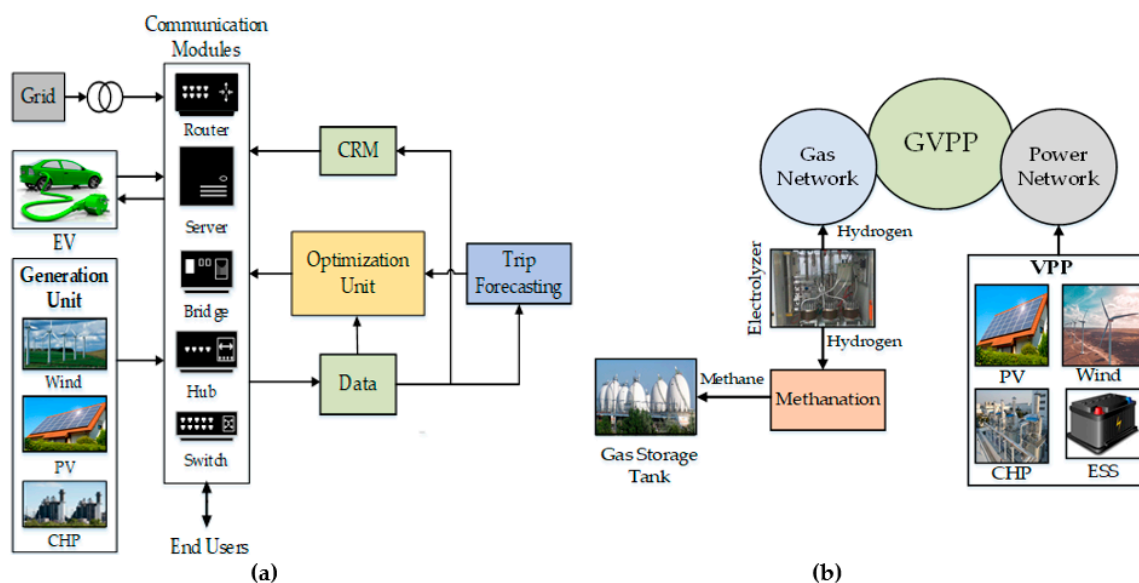 Communication
Modules
Grid
Router
CRM
EV
Server
Optimization
Unit
Trip
Forecasting
Generation
Unit
Bridge
Wind
Hub
Data
PV
Switch
CHP
End Users
(a)
GVPP
Gas
Network
Power
Network
Hydrogen
Electrolyzer
Hydrogen
VPP
PV
Wind
Methane
Methanation
Gas Storage
Tank
CHP
ESS
(b)